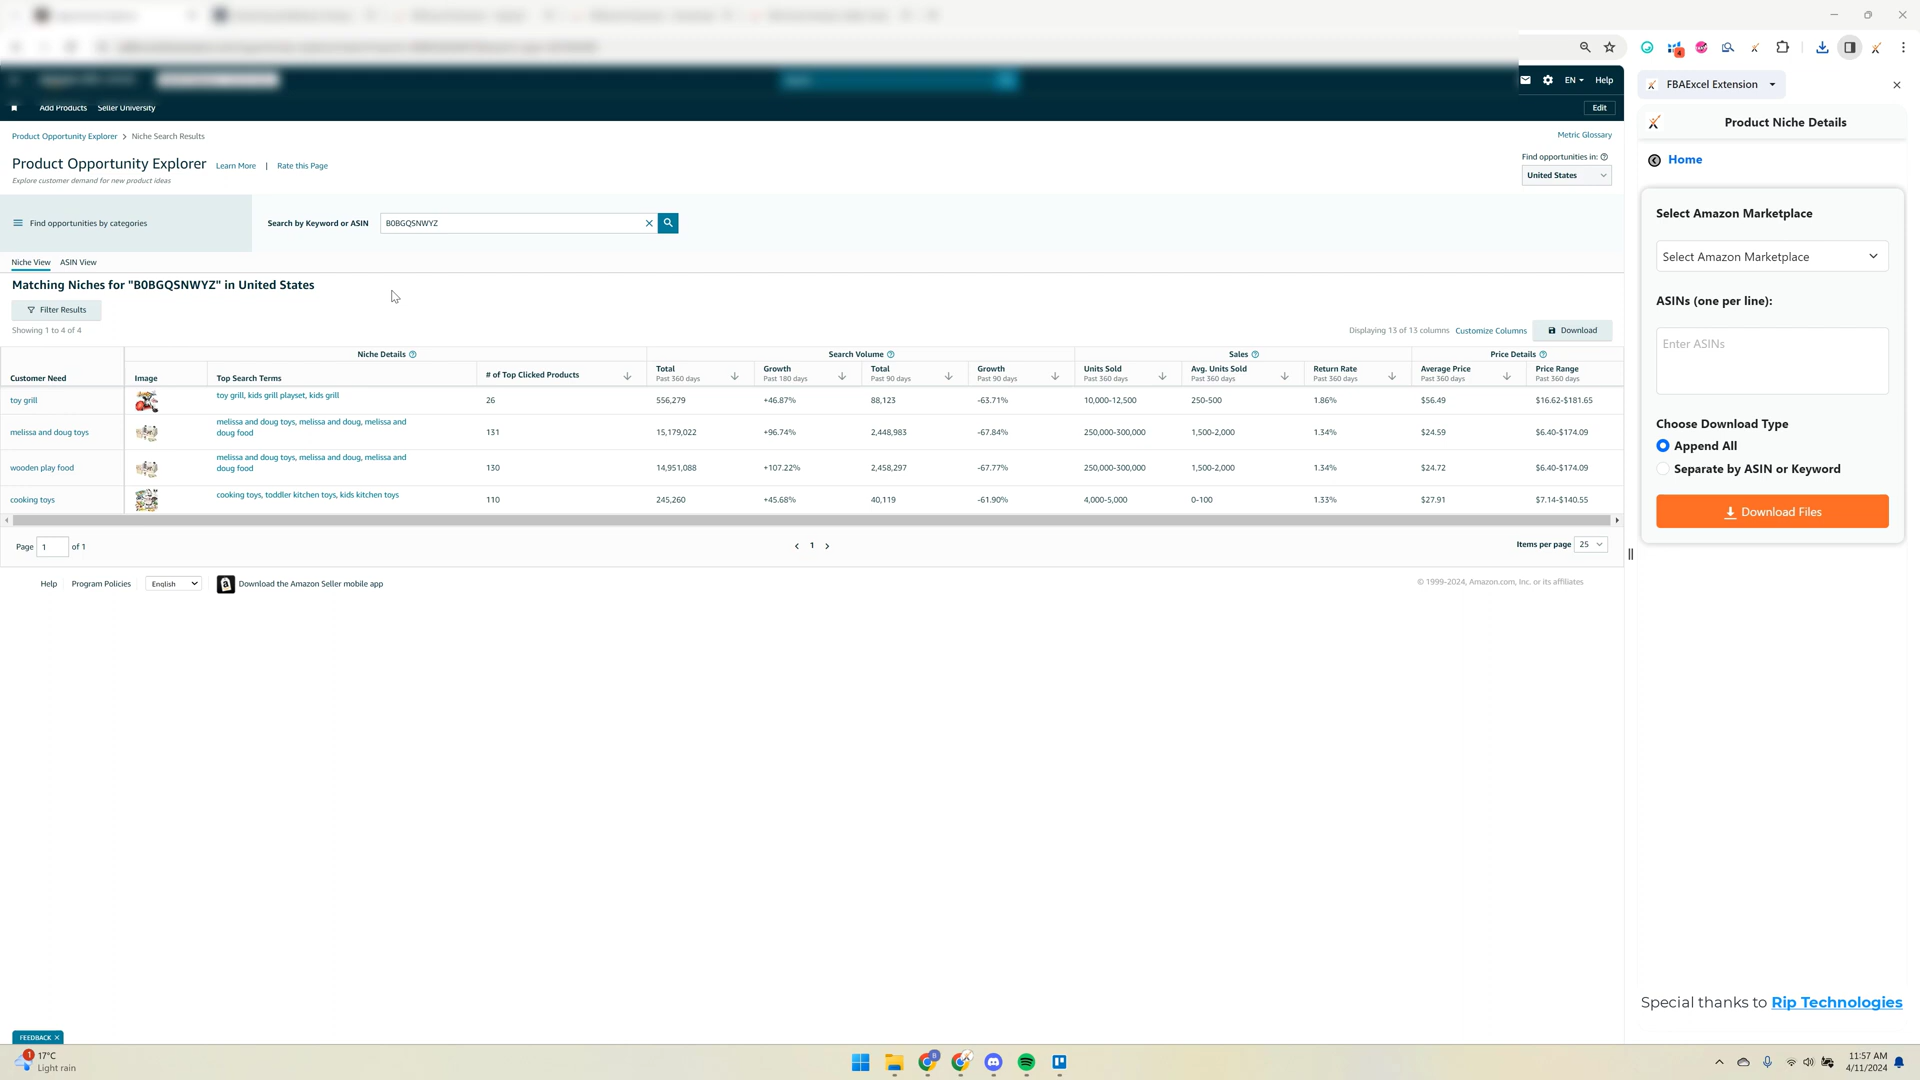 EN
Help
Add Products
Seller University
Edit
Product Opportunity Explorer > Niche Search Results
Metric Glossary
Product Opportunity Explorer
Learn More | Rate this Page
Explore customer demand for new product ideas
Find opportunities in:
United States
Find opportunities by categories
Search by Keyword or ASIN
B0BGQSNWYZ
Niche View
ASIN View
Matching Niches for "B0BGQSNWYZ" in United States
Filter Results
Showing 1 to 4 of 4
Displaying 13 of 13 columns
Customize Columns
Download
Niche Details
Search Volume
Sales
Price Details
Customer Need
Image
Top Search Terms
# of Top Clicked Products
Total
Past 360 days
Growth
Past 180 days
Total
Past 90 days
Growth
Past 90 days
Units Sold
Past 360 days
Avg. Units Sold
Past 360 days
Return Rate
Past 360 days
Average Price
Past 360 days
Price Range
Past 360 days
toy grill
toy grill, kids grill playset, kids grill
26
556,279
+46.87%
88,123
-63.71%
10,000-12,500
250-500
1.86%
$56.49
$16.62-$181.65
melissa and doug toys
melissa and doug toys, melissa and doug, melissa and
doug food
131
15,179,022
+96.74%
2,448,983
-67.84%
250,000-300,000
1,500-2,000
1.34%
$24.59
$6.40-$174.09
wooden play food
melissa and doug toys, melissa and doug, melissa and
doug food
130
14,951,088
+107.22%
2,458,297
-67.77%
250,000-300,000
1,500-2,000
1.34%
$24.72
$6.40-$174.09
cooking toys
cooking toys, toddler kitchen toys, kids kitchen toys
110
245,260
+45.68%
40,119
-61.90%
4,000-5,000
0-100
1.33%
$27.91
$7.14-$140.55
Page 1 of 1
1
Items per page 25
Help
Program Policies
English
Download the Amazon Seller mobile app
© 1999-2024, Amazon.com, Inc. or its affiliates
FEEDBACK
FBAExcel Extension
Product Niche Details
Home
Select Amazon Marketplace
Select Amazon Marketplace
ASINs (one per line):
Enter ASINs
Choose Download Type
Append All
Separate by ASIN or Keyword
Download Files
Special thanks to Rip Technologies
1
17°C
Light rain
11:57 AM
4/11/2024